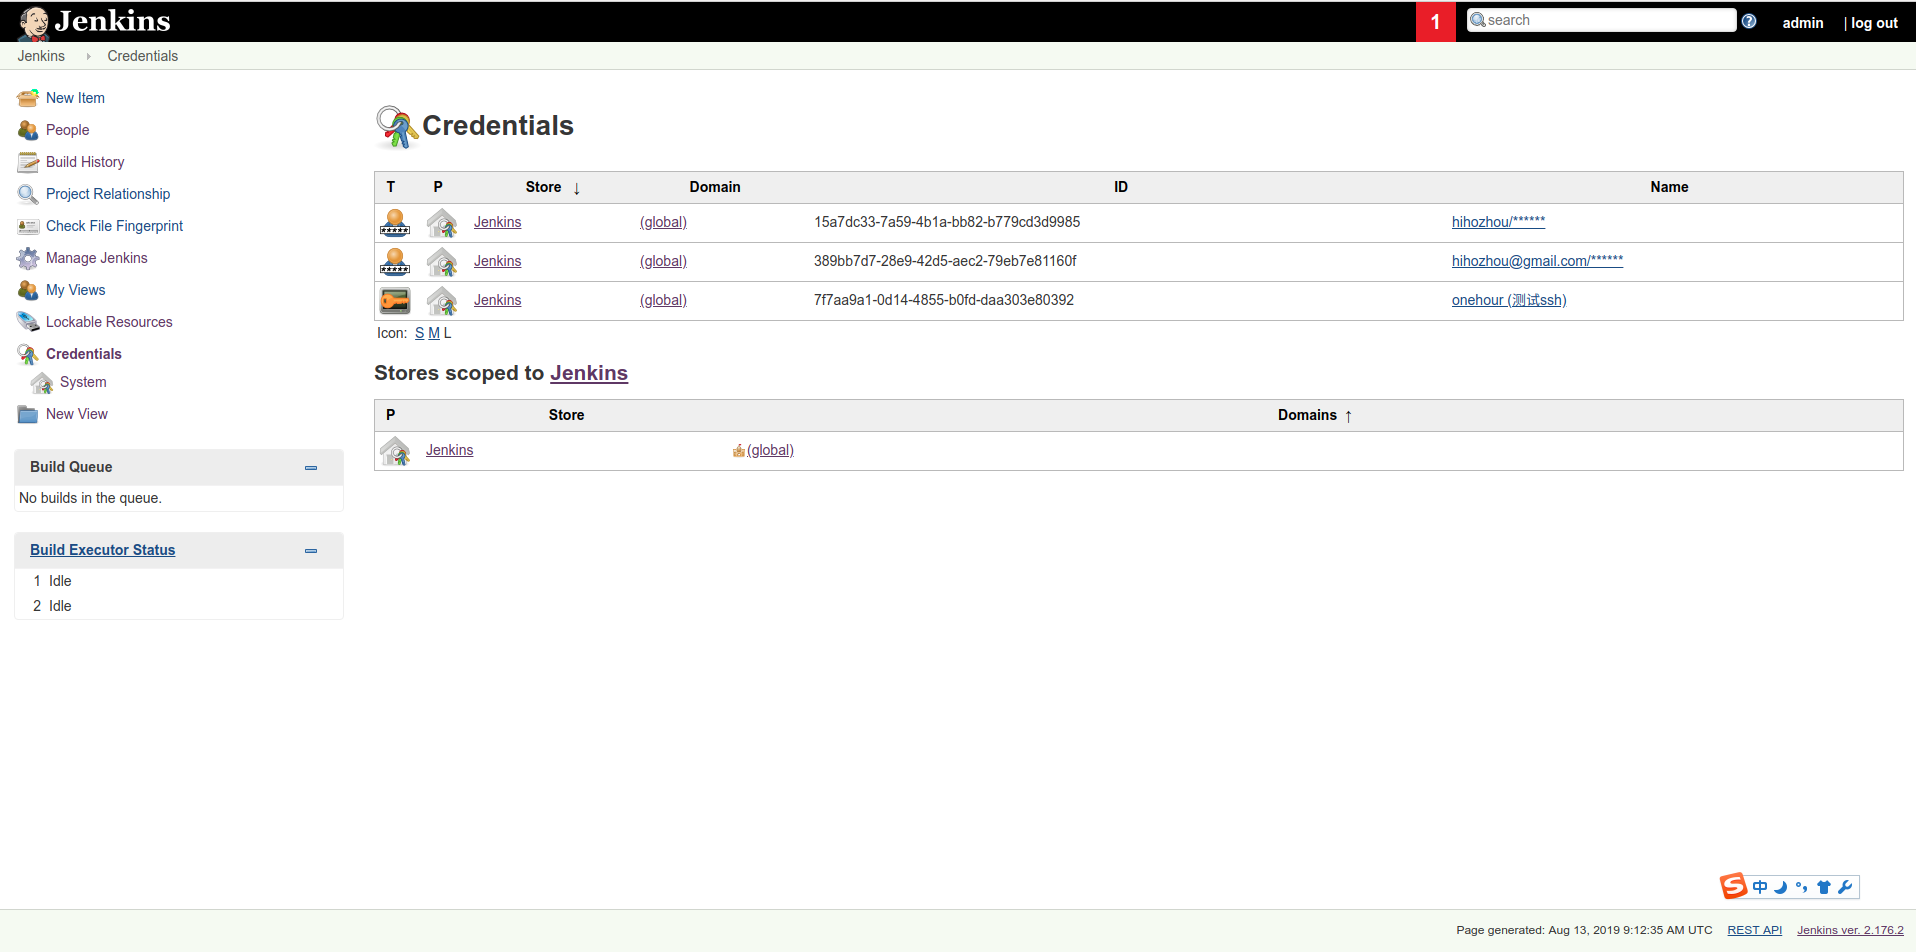 Jenkins 1 search admin | log out
Jenkins Credentials
New Item
People
Build History
Project Relationship
Check File Fingerprint
Manage Jenkins
My Views
Lockable Resources
Credentials
System
New View
Build Queue
No builds in the queue.
Build Executor Status
1 Idle
2 Idle
Credentials
T P Store ↓ Domain ID Name
Jenkins (global) 15a7dc33-7a59-4b1a-bb82-b779cd3d9985 hihozhou/******
Jenkins (global) 389bb7d7-28e9-42d5-aec2-79eb7e81160f hihozhou@gmail.com/******
Jenkins (global) 7f7aa9a1-0d14-4855-b0fd-daa303e80392 onehour (测试ssh)
Icon: S M L
Stores scoped to Jenkins
P Store Domains ↑
Jenkins (global)
S 中
Page generated: Aug 13, 2019 9:12:35 AM UTC REST API Jenkins ver. 2.176.2